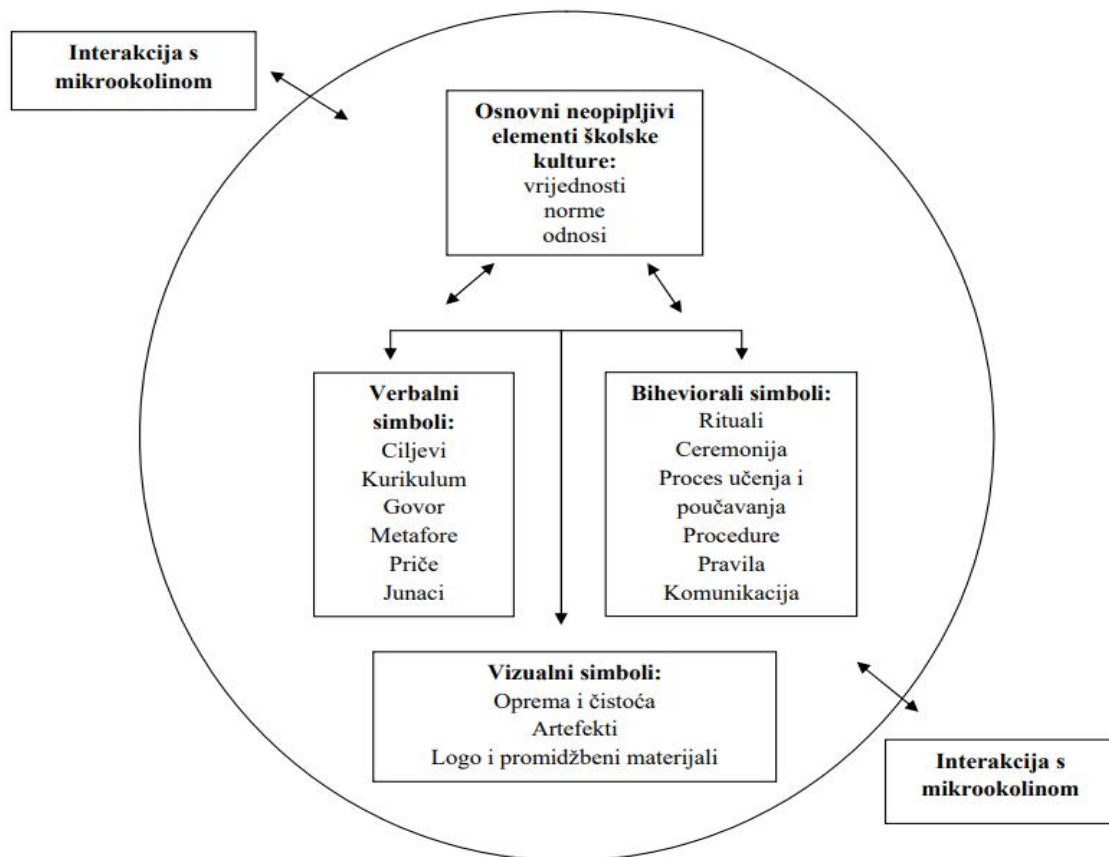 Interakcija s
mikrookolinom
Osnovni neopipljivi
elementi školske
kulture:
vrijednosti
norme
odnosi
Verbalni
simboli:
Ciljevi
Kurikulum
Govor
Metafore
Priče
Junaci
Bihevioralni simboli:
Rituali
Ceremonija
Proces učenja i
poučavanja
Procedure
Pravila
Komunikacija
Vizualni simboli:
Oprema i čistoća
Artefekti
Logo i promidžbeni materijali
Interakcija s
mikrookolinom